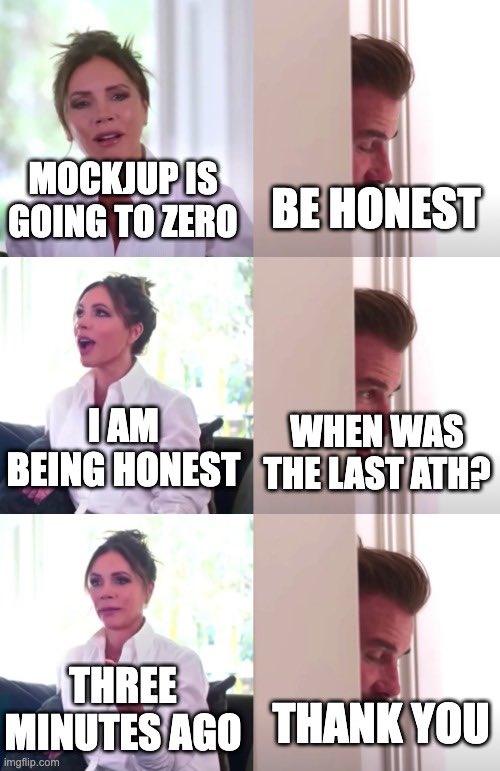 MOCKJUP IS
GOING TO ZERO
BE HONEST
I AM
BEING HONEST
WHEN WAS
THE LAST ATH?
THREE
MINUTES AGO
THANK YOU
imgflip.com